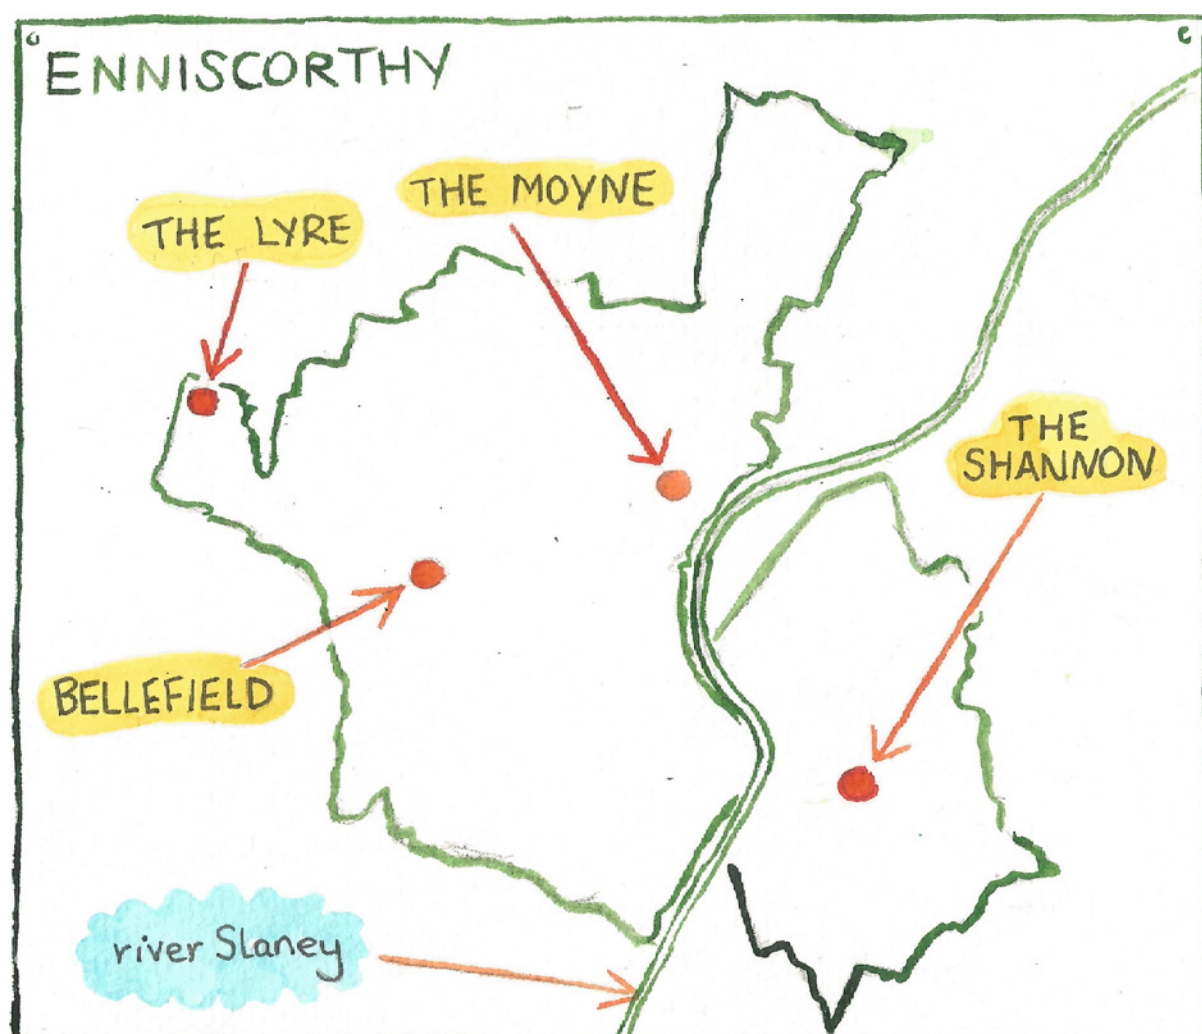 ENNISCORTHY
THE MOYNE
THE LYRE
THE
SHANNON
BELLEFIELD
river Slaney